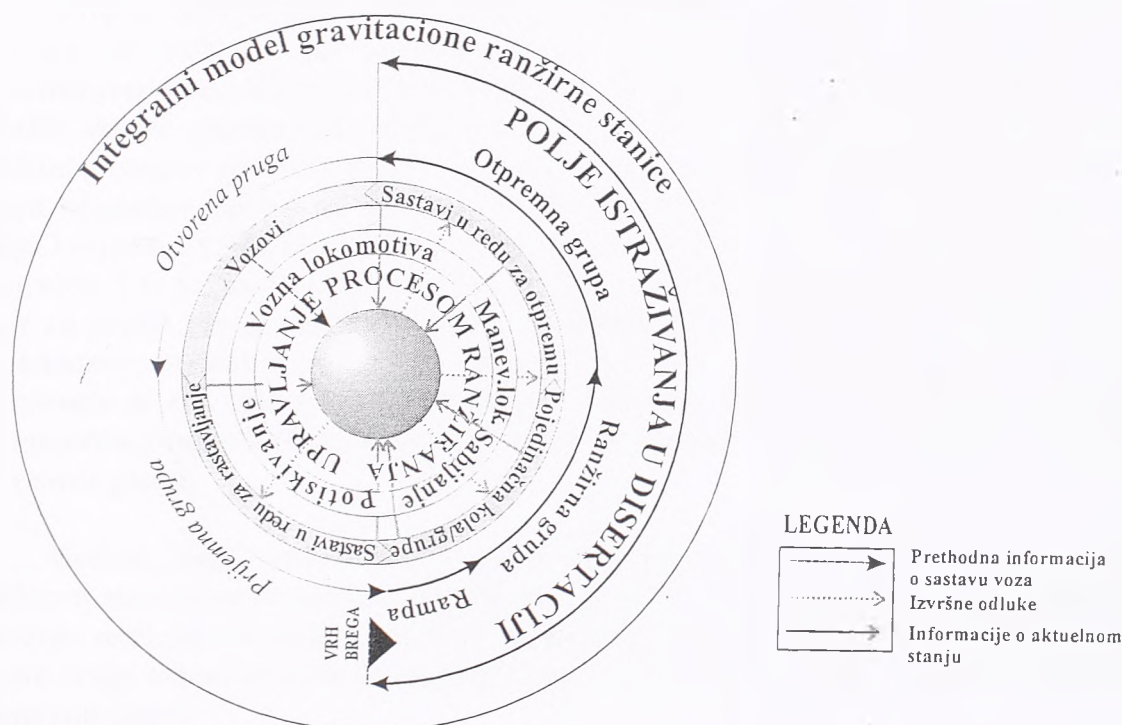 Integralni model gravitacione ranžirne stanice
POLJE ISTRAŽIVANJA U DISERTACIJI
Otvorena pruga
Otpremna grupa
Ranžirna grupa
Rampa
Prijemna grupa
VRH
BREGA
Vozovi
Sastavi u redu za otpremu
Pojedinačna kola/grupe
Sastavi u redu za rastavljanje
Vozna lokomotiva
Manev.lok.
Sabijanje
Potiskivanje
UPRAVLJANJE PROCESOM RANŽIRANJA
LEGENDA
Prethodna informacija
o sastavu voza
Izvršne odluke
Informacije o aktuelnom
stanju